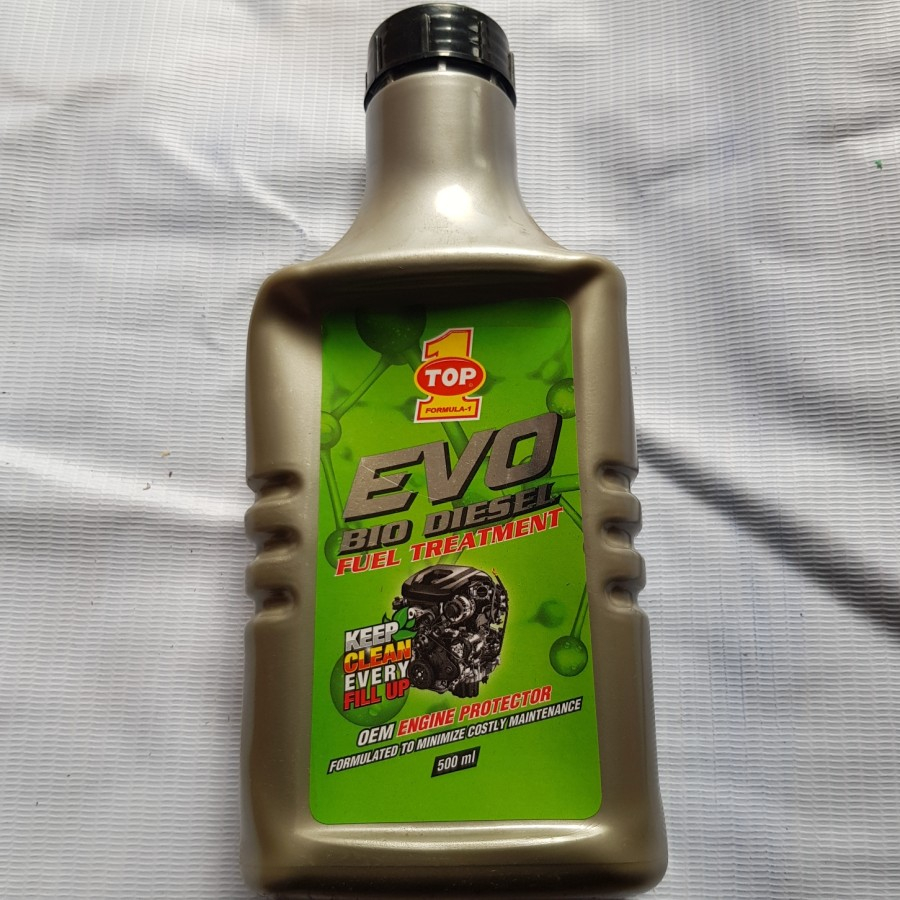 1
TOP
FORMULA-1
EVO
BIO DIESEL
FUEL TREATMENT
KEEP
CLEAN
EVERY
FILL UP
OEM ENGINE PROTECTOR
FORMULATED TO MINIMIZE COSTLY MAINTENANCE
500 ml